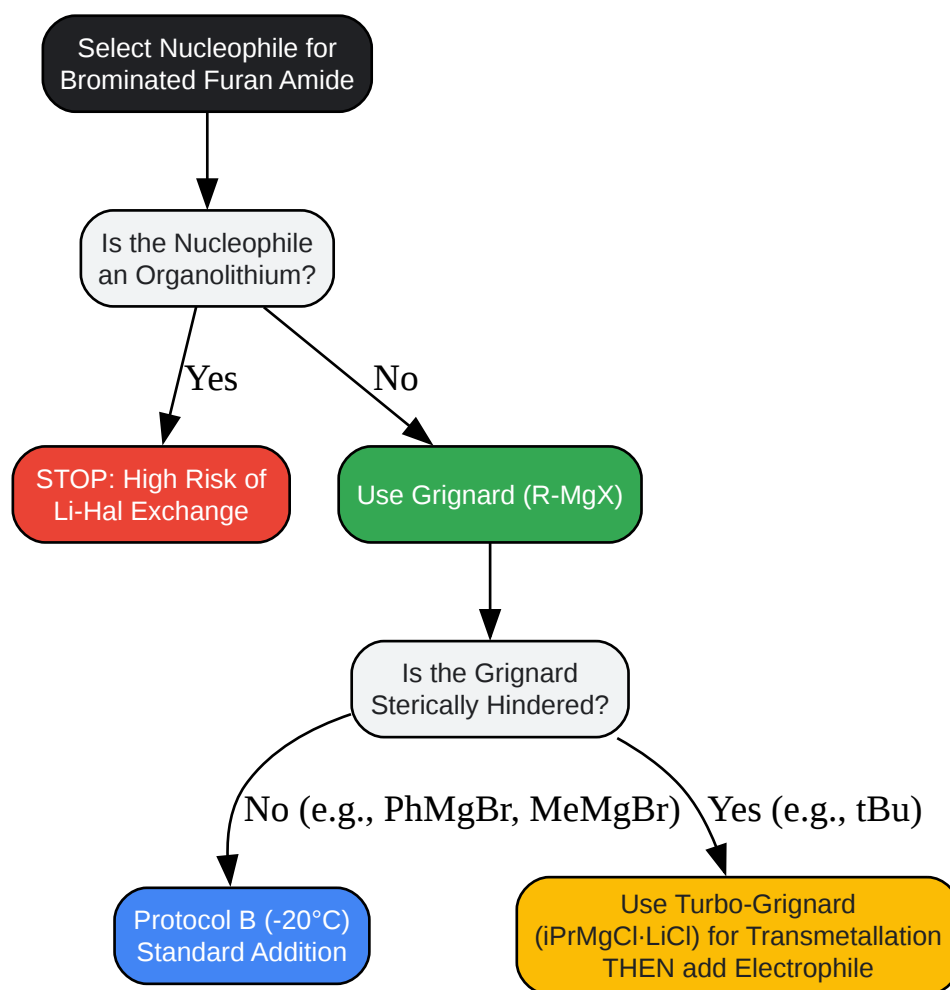 Select Nucleophile for
Brominated Furan Amide
Is the Nucleophile
an Organolithium?
Yes
No
STOP: High Risk of
Li-Hal Exchange
Use Grignard (R-MgX)
Is the Grignard
Sterically Hindered?
No (e.g., PhMgBr, MeMgBr)
Yes (e.g., tBu)
Protocol B (-20°C)
Standard Addition
Use Turbo-Grignard
(iPrMgCl·LiCl) for Transmetallation
THEN add Electrophile